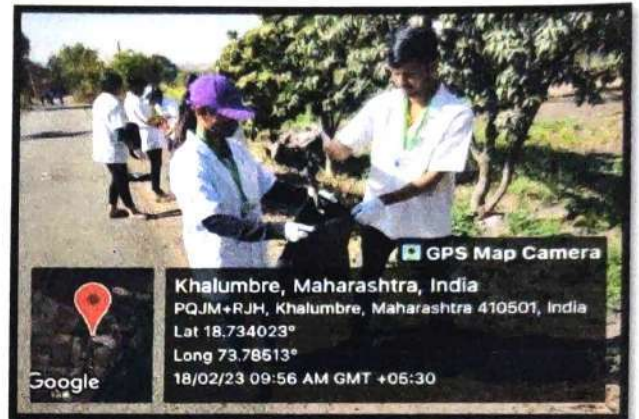 GPS Map Camera
Khalumbre, Maharashtra, India
PQJM+RJH, Khalumbre, Maharashtra 410501, India
Lat 18.734023°
Long 73.78513°
18/02/23 09:56 AM GMT +05:30
Google